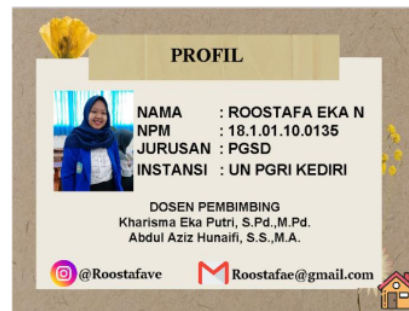 PROFIL
NAMA : ROOSTAFA EKA N
NPM : 18.1.01.10.0135
JURUSAN : PGSD
INSTANSI : UN PGRI KEDIRI
DOSEN PEMBIMBING
Kharisma Eka Putri, S.Pd.,M.Pd.
Abdul Aziz Hunaifi, S.S.,M.A.
@Roostafave Roostafae@gmail.com